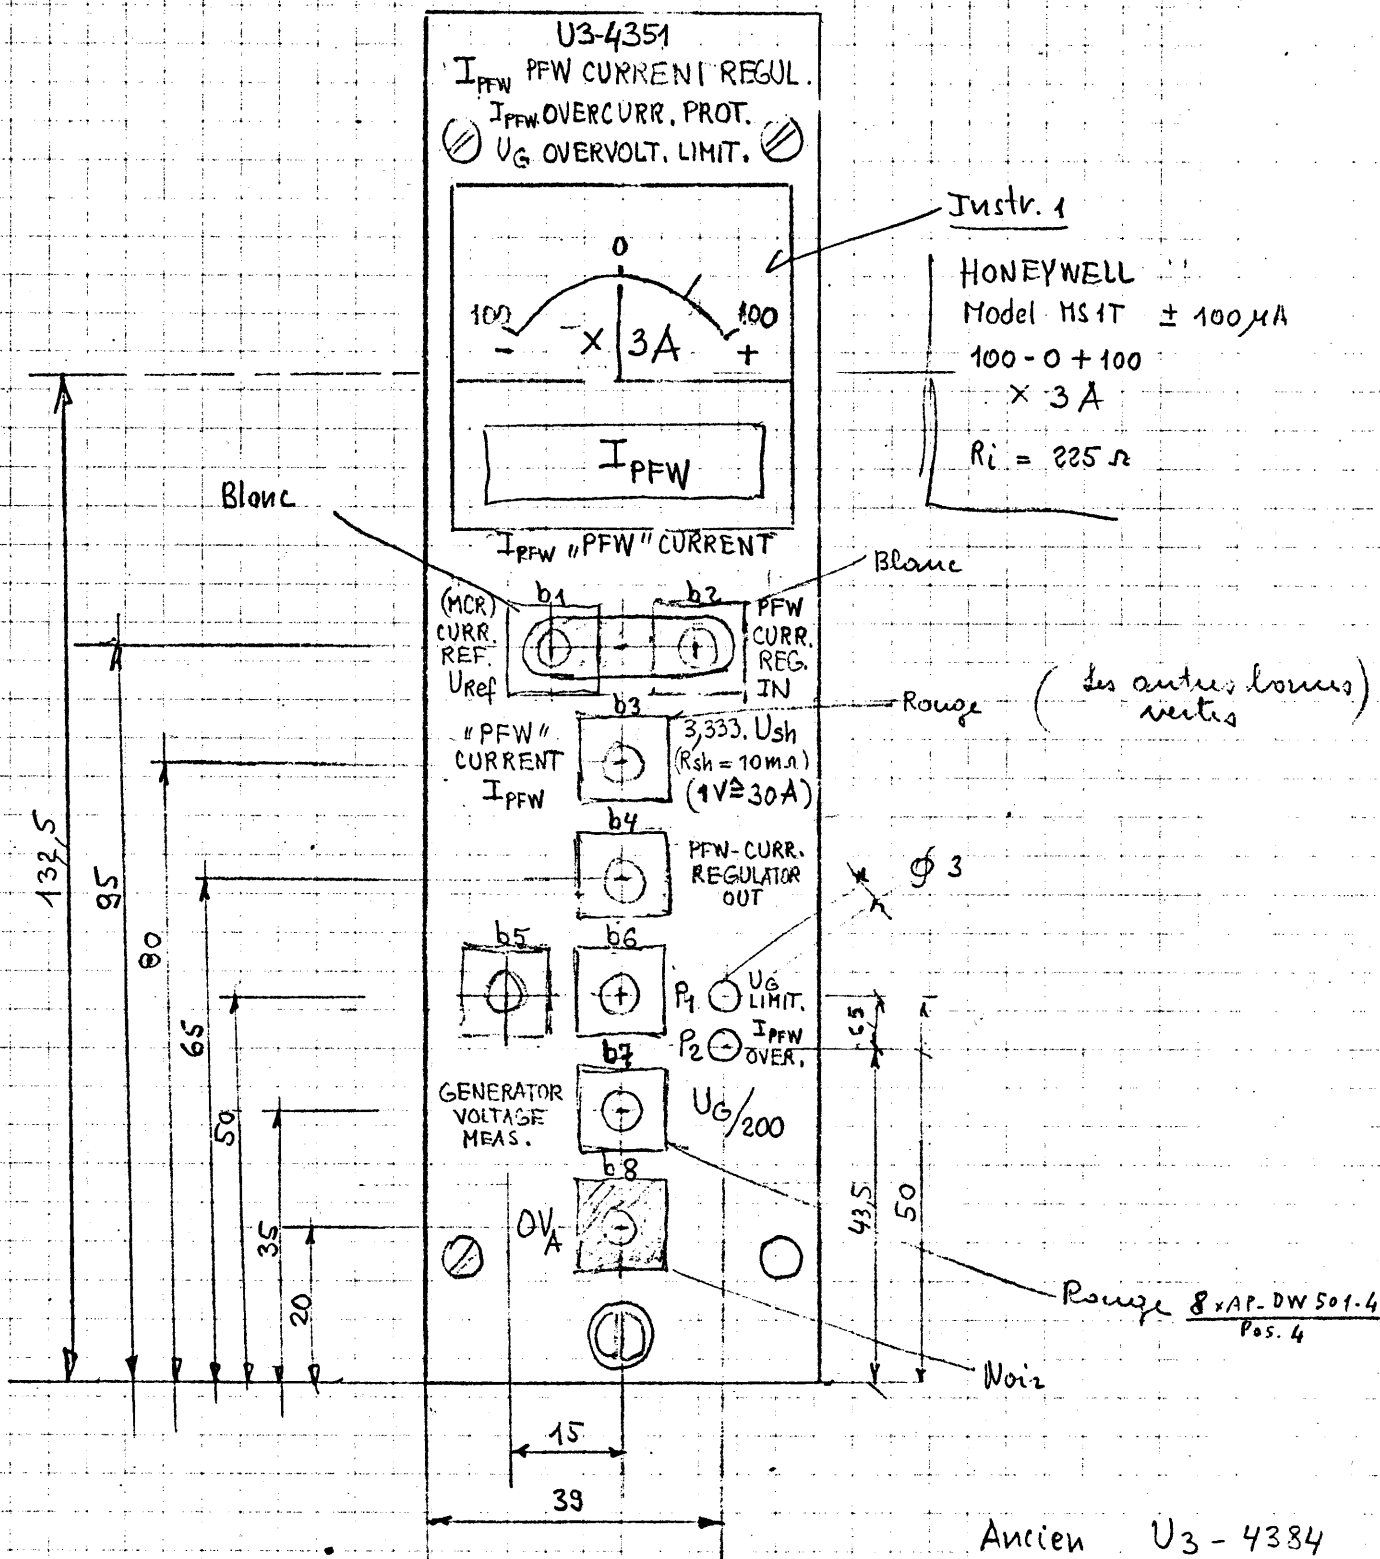 U3-4351
IPFW PFW CURRENT REGUL.
IPFW OVERCURR. PROT.
UG OVERVOLT. LIMIT.
Instr. 1
HONEYWELL
Model MS1T ± 100 µA
100 - 0 + 100
× 3 A
Ri = 225 Ω
0
100
100
-
× 3A
+
IPFW
Blanc
IPFW "PFW" CURRENT
Blanc
b1
b2
(MCR)
CURR.
REF.
URef
PFW
CURR.
REG.
IN
Rouge
(Les autres bornes)
vertes
b3
"PFW"
CURRENT
IPFW
3,333. Ush
(Rsh = 10mΩ)
(1V≙30A)
b4
PFW-CURR.
REGULATOR
OUT
ø 3
b5
b6
P1
UG
LIMIT.
P2
IPFW
OVER.
b7
GENERATOR
VOLTAGE
MEAS.
UG/200
b8
0VA
132,5
95
80
65
50
35
20
6,5
43,5
50
Rouge 8xAP-DW 501-4
Pos. 4
Noir
15
39
Ancien U3 - 4384